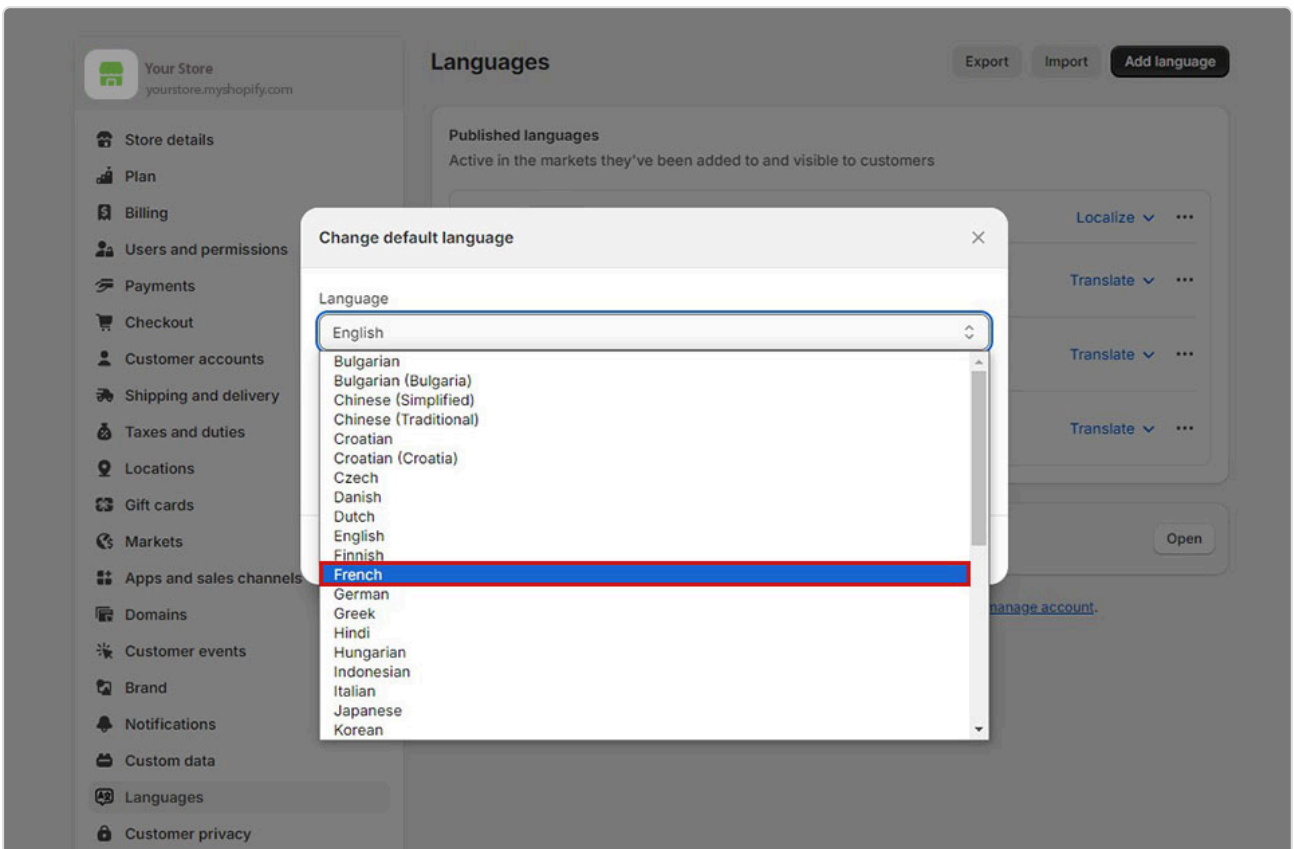 Your Store
yourstore.myshopify.com
Store details
Plan
Billing
Users and permissions
Payments
Checkout
Customer accounts
Shipping and delivery
Taxes and duties
Locations
Gift cards
Markets
Apps and sales channels
Domains
Customer events
Brand
Notifications
Custom data
Languages
Customer privacy
Languages
Export
Import
Add language
Published languages
Active in the markets they've been added to and visible to customers
Localize
Translate
Translate
Translate
Open
manage account.
Change default language
Language
English
Bulgarian
Bulgarian (Bulgaria)
Chinese (Simplified)
Chinese (Traditional)
Croatian
Croatian (Croatia)
Czech
Danish
Dutch
English
Finnish
French
German
Greek
Hindi
Hungarian
Indonesian
Italian
Japanese
Korean